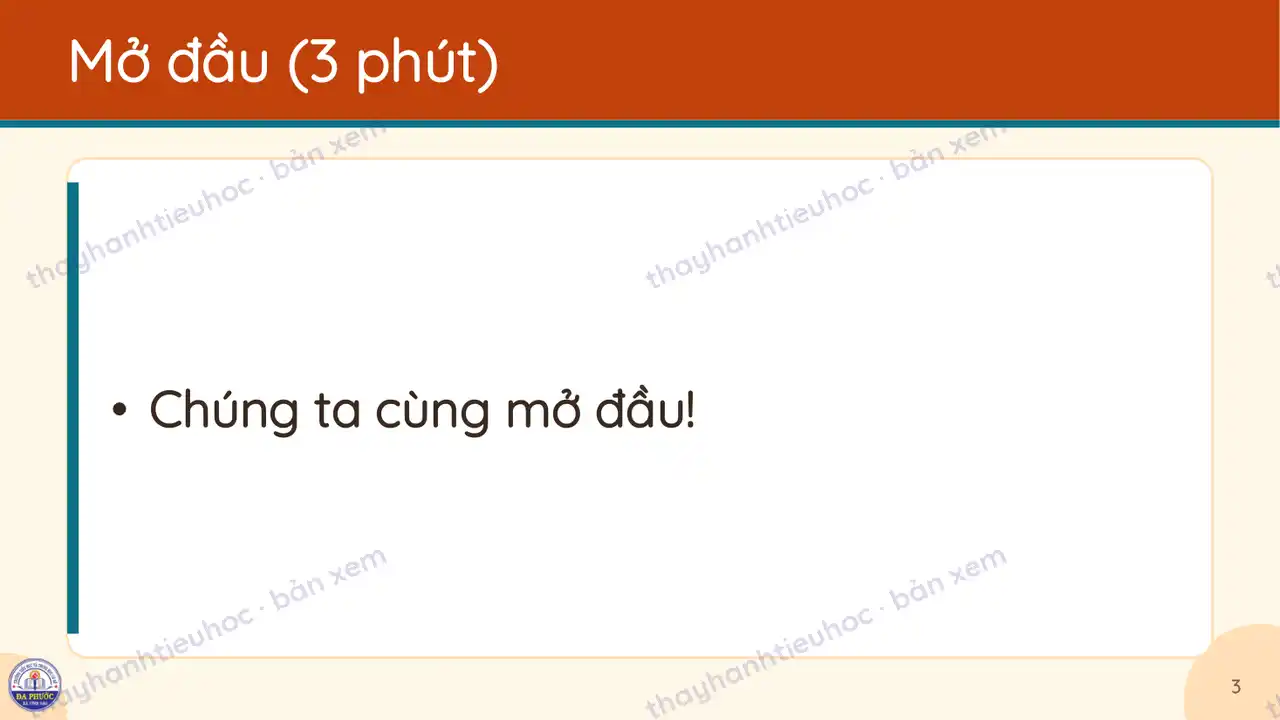 Mở đầu (3 phút)
thayhanhtieuhoc · bản xem
thayhanhtieuhoc · bản xem
• Chúng ta cùng mở đầu!
thayhanhtieuhoc · bản xem
thayhanhtieuhoc · bản xem
ĐA PHƯỚC
3